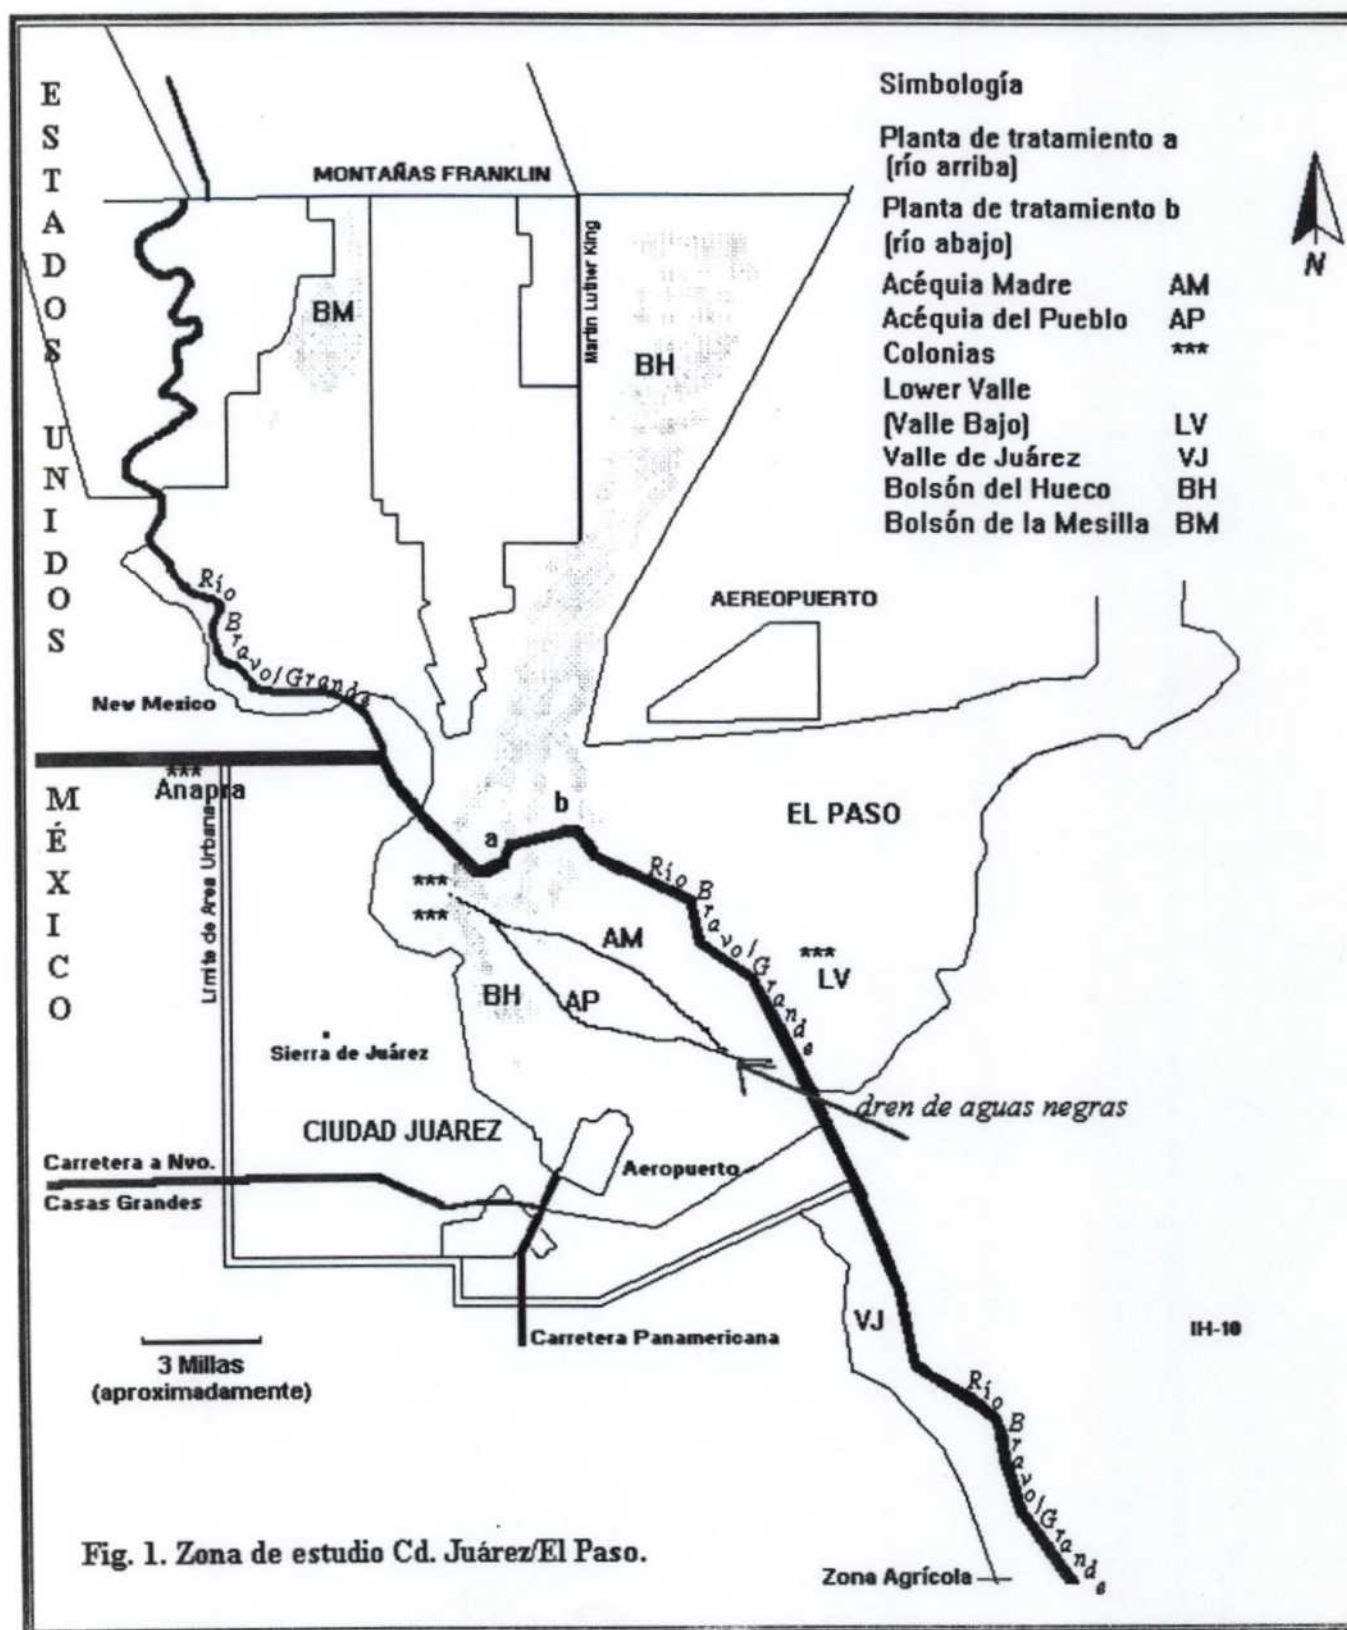 ESTADOS UNIDOS
MÉXICO
Simbología
Planta de tratamiento a
(río arriba)
Planta de tratamiento b
(río abajo)
Acéquia Madre AM
Acéquia del Pueblo AP
Colonias ***
Lower Valle
(Valle Bajo) LV
Valle de Juárez VJ
Bolsón del Hueco BH
Bolsón de la Mesilla BM
N
MONTAÑAS FRANKLIN
Martin Luther King
BM
BH
AEREOPUERTO
Río Bravo/Grande
New Mexico
***
Anapra
Límite de Area Urbana
b
a
EL PASO
***
***
Río Bravo/Grande
AM
***
LV
BH
AP
Sierra de Juárez
dren de aguas negras
CIUDAD JUAREZ
Carretera a Nvo.
Casas Grandes
Aeropuerto
VJ
IH-10
Carretera Panamericana
3 Millas
(aproximadamente)
Río Bravo/Grande
Fig. 1. Zona de estudio Cd. Juárez/El Paso.
Zona Agrícola